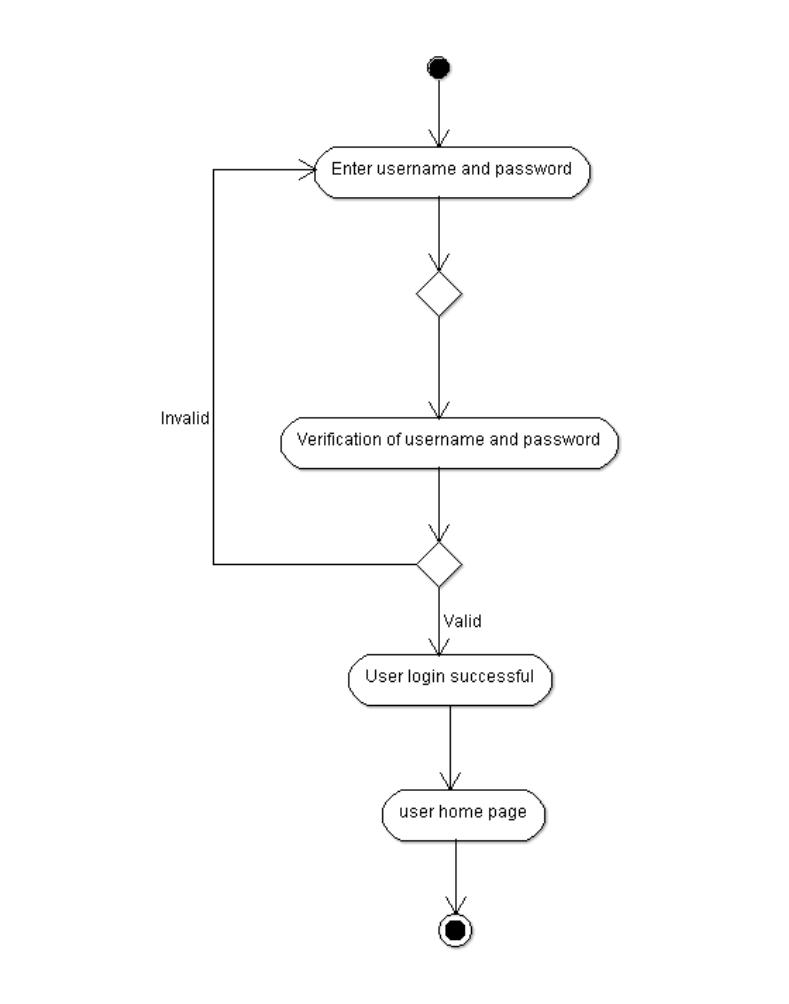 Enter username and password
Verification of username and password
Invalid
Valid
User login successful
user home page